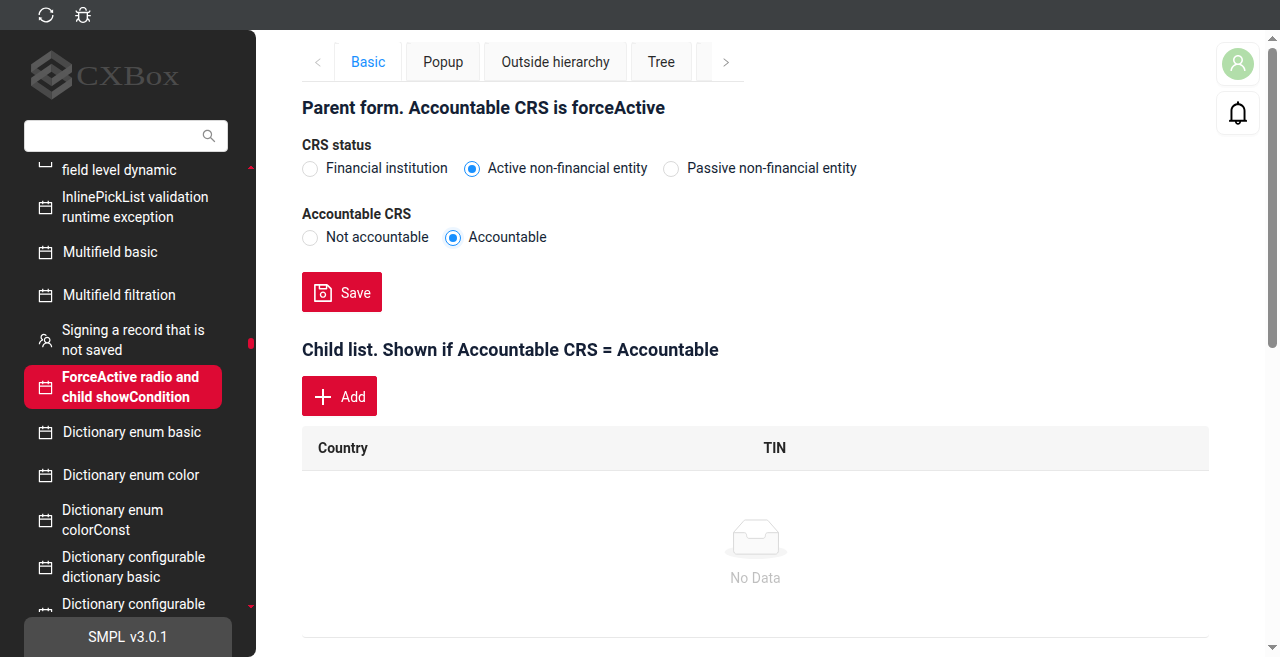 CXBox
field level dynamic
InlinePickList validation
runtime exception
Multifield basic
Multifield filtration
Signing a record that is
not saved
ForceActive radio and
child showCondition
Dictionary enum basic
Dictionary enum color
Dictionary enum
colorConst
Dictionary configurable
dictionary basic
Dictionary configurable
SMPL v3.0.1
Basic Popup Outside hierarchy Tree
Parent form. Accountable CRS is forceActive
CRS status
Financial institution Active non-financial entity Passive non-financial entity
Accountable CRS
Not accountable Accountable
Save
Child list. Shown if Accountable CRS = Accountable
Add
Country TIN
No Data